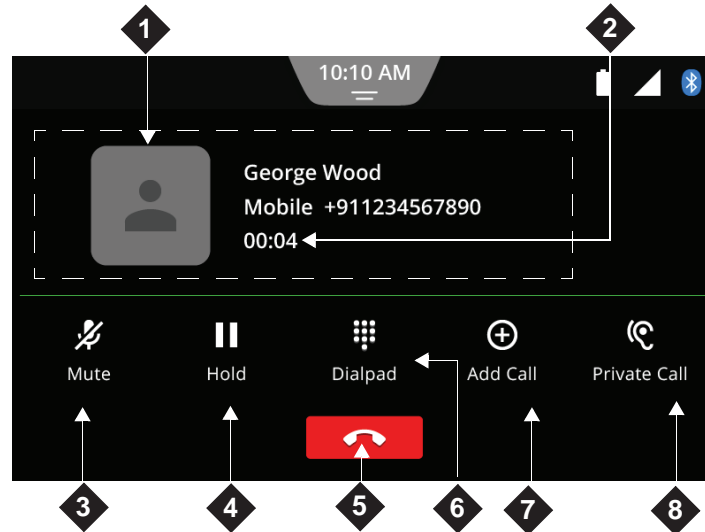 1
2
10:10 AM
George Wood
Mobile +911234567890
00:04
Mute
Hold
Dialpad
Add Call
Private Call
3
4
5
6
7
8